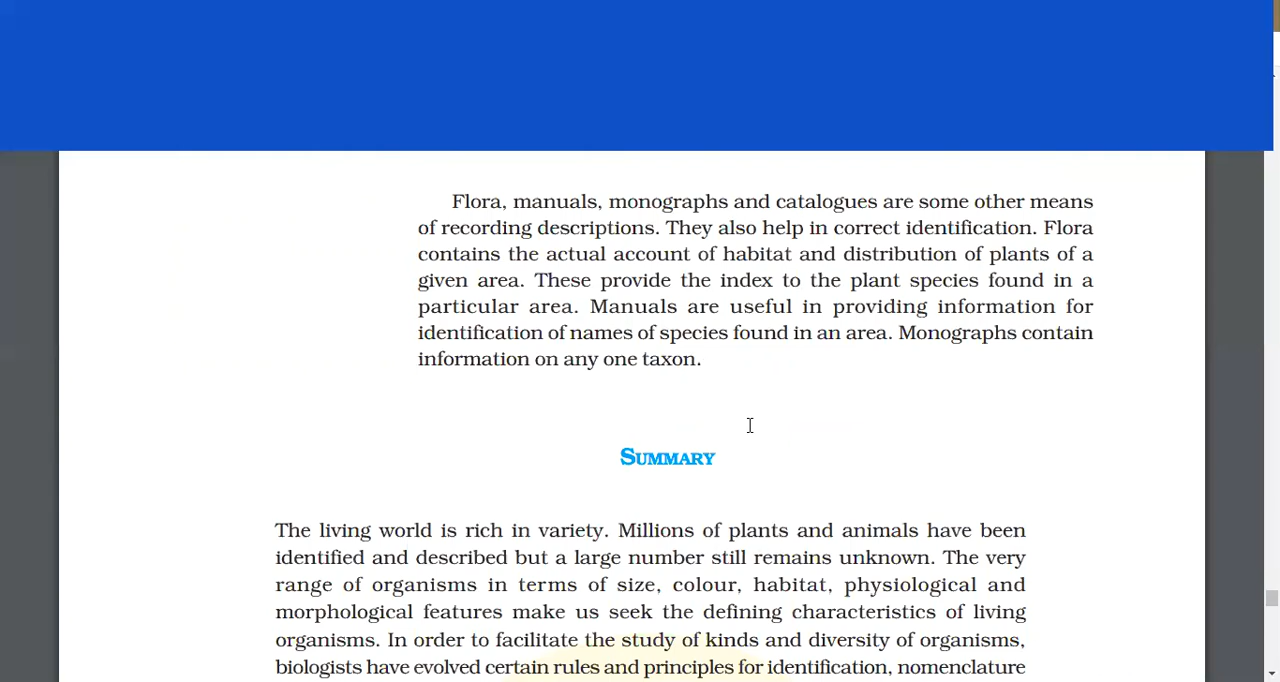 Flora, manuals, monographs and catalogues are some other means
of recording descriptions. They also help in correct identification. Flora
contains the actual account of habitat and distribution of plants of a
given area. These provide the index to the plant species found in a
particular area. Manuals are useful in providing information for
identification of names of species found in an area. Monographs contain
information on any one taxon.
SUMMARY
The living world is rich in variety. Millions of plants and animals have been
identified and described but a large number still remains unknown. The very
range of organisms in terms of size, colour, habitat, physiological and
morphological features make us seek the defining characteristics of living
organisms. In order to facilitate the study of kinds and diversity of organisms,
biologists have evolved certain rules and principles for identification, nomenclature